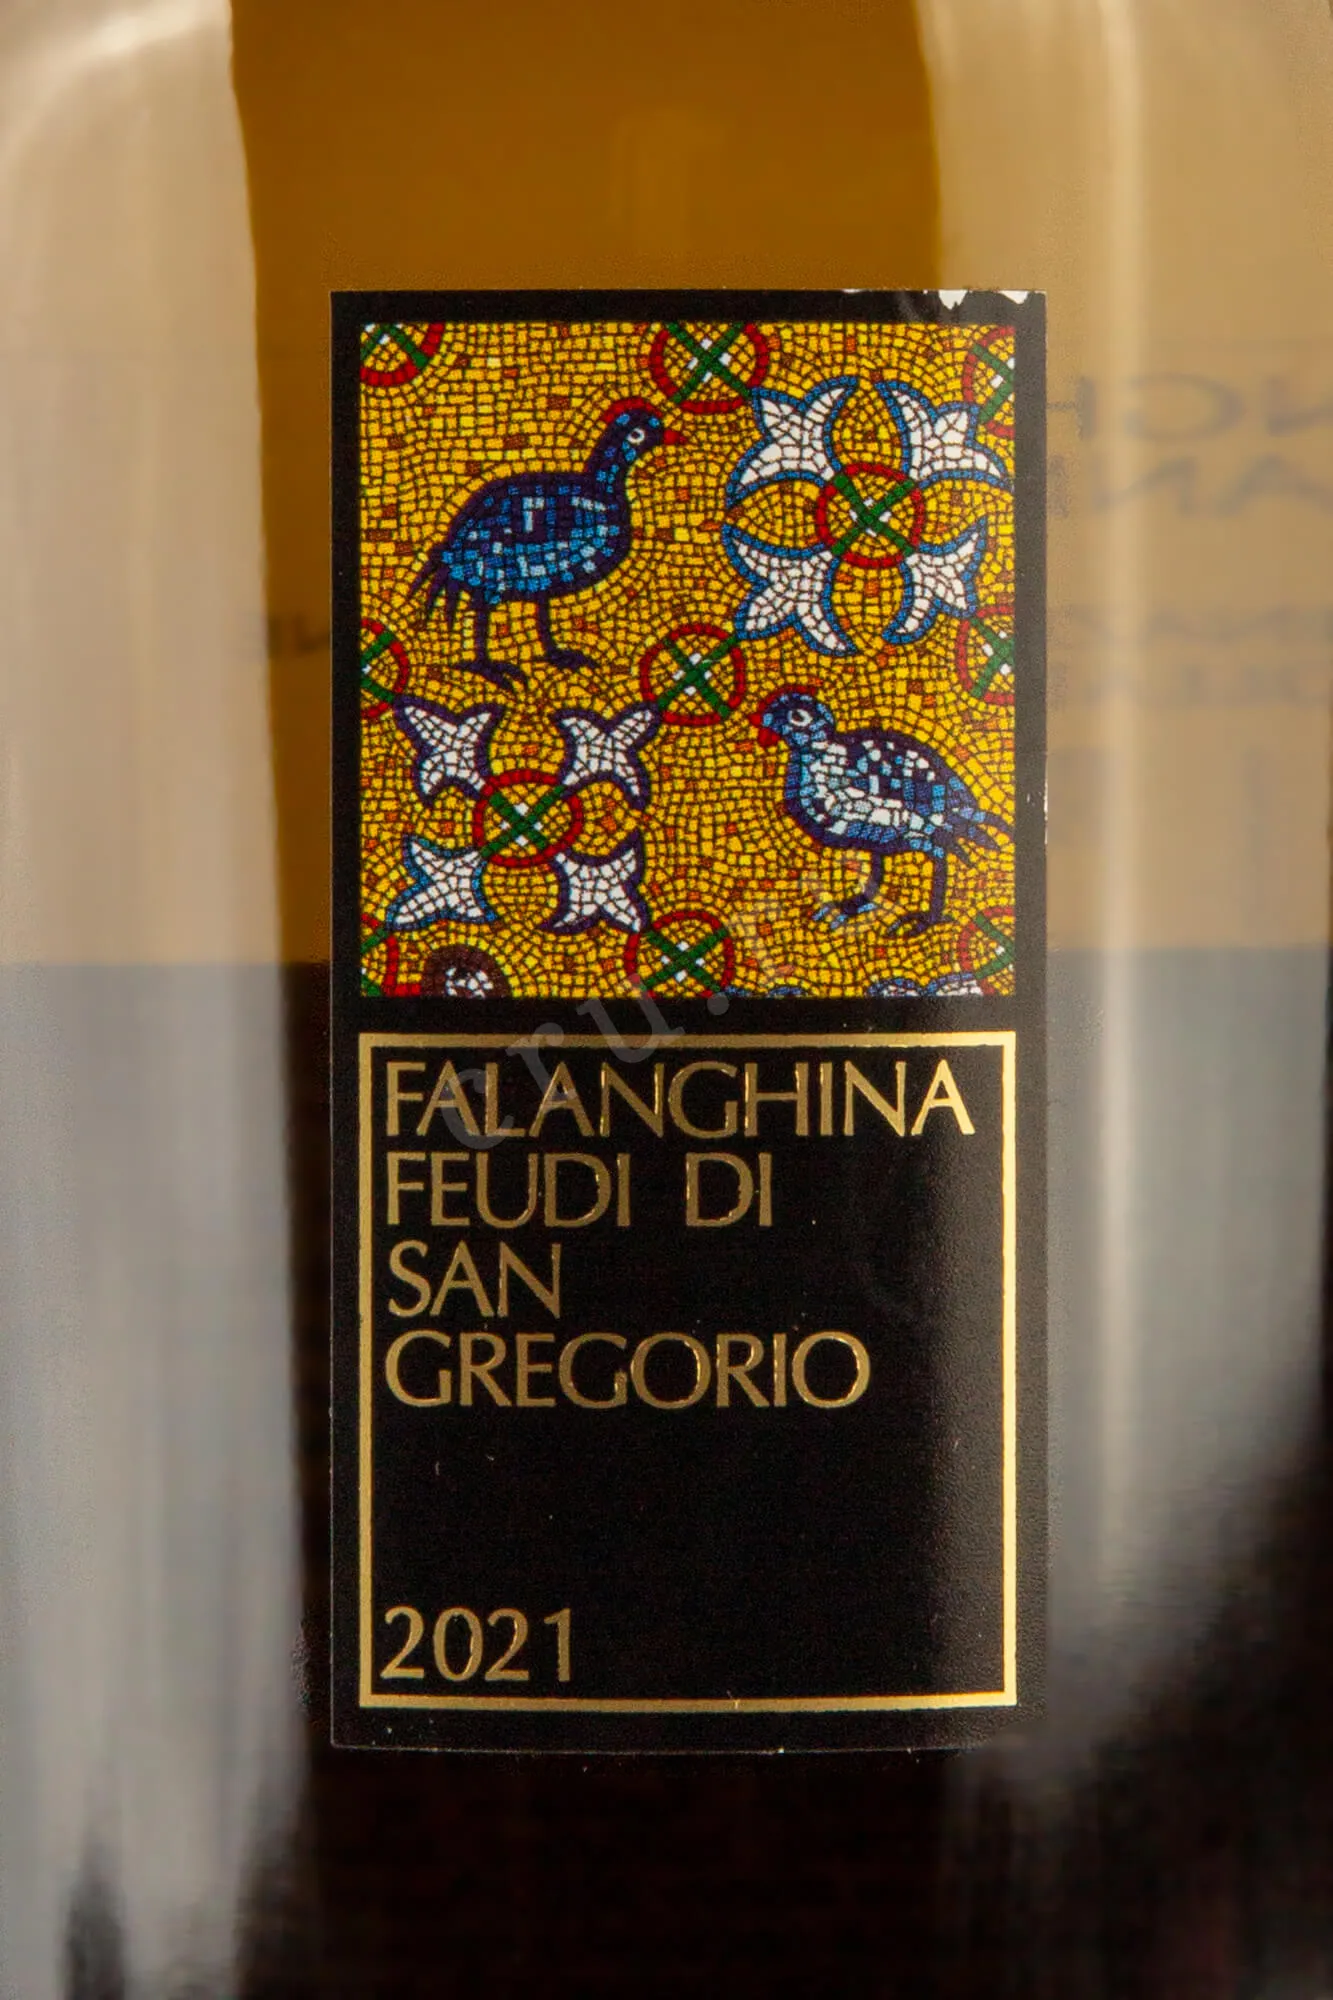 FALANGHINA
FEUDI DI
SAN
GREGORIO
2021